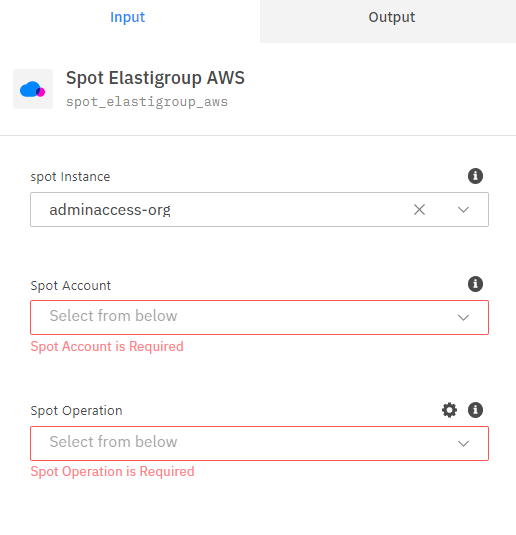 Input
Output
Spot Elastigroup AWS
spot_elastigroup_aws
spot Instance
adminaccess-org
Spot Account
Select from below
Spot Account is Required
Spot Operation
Select from below
Spot Operation is Required